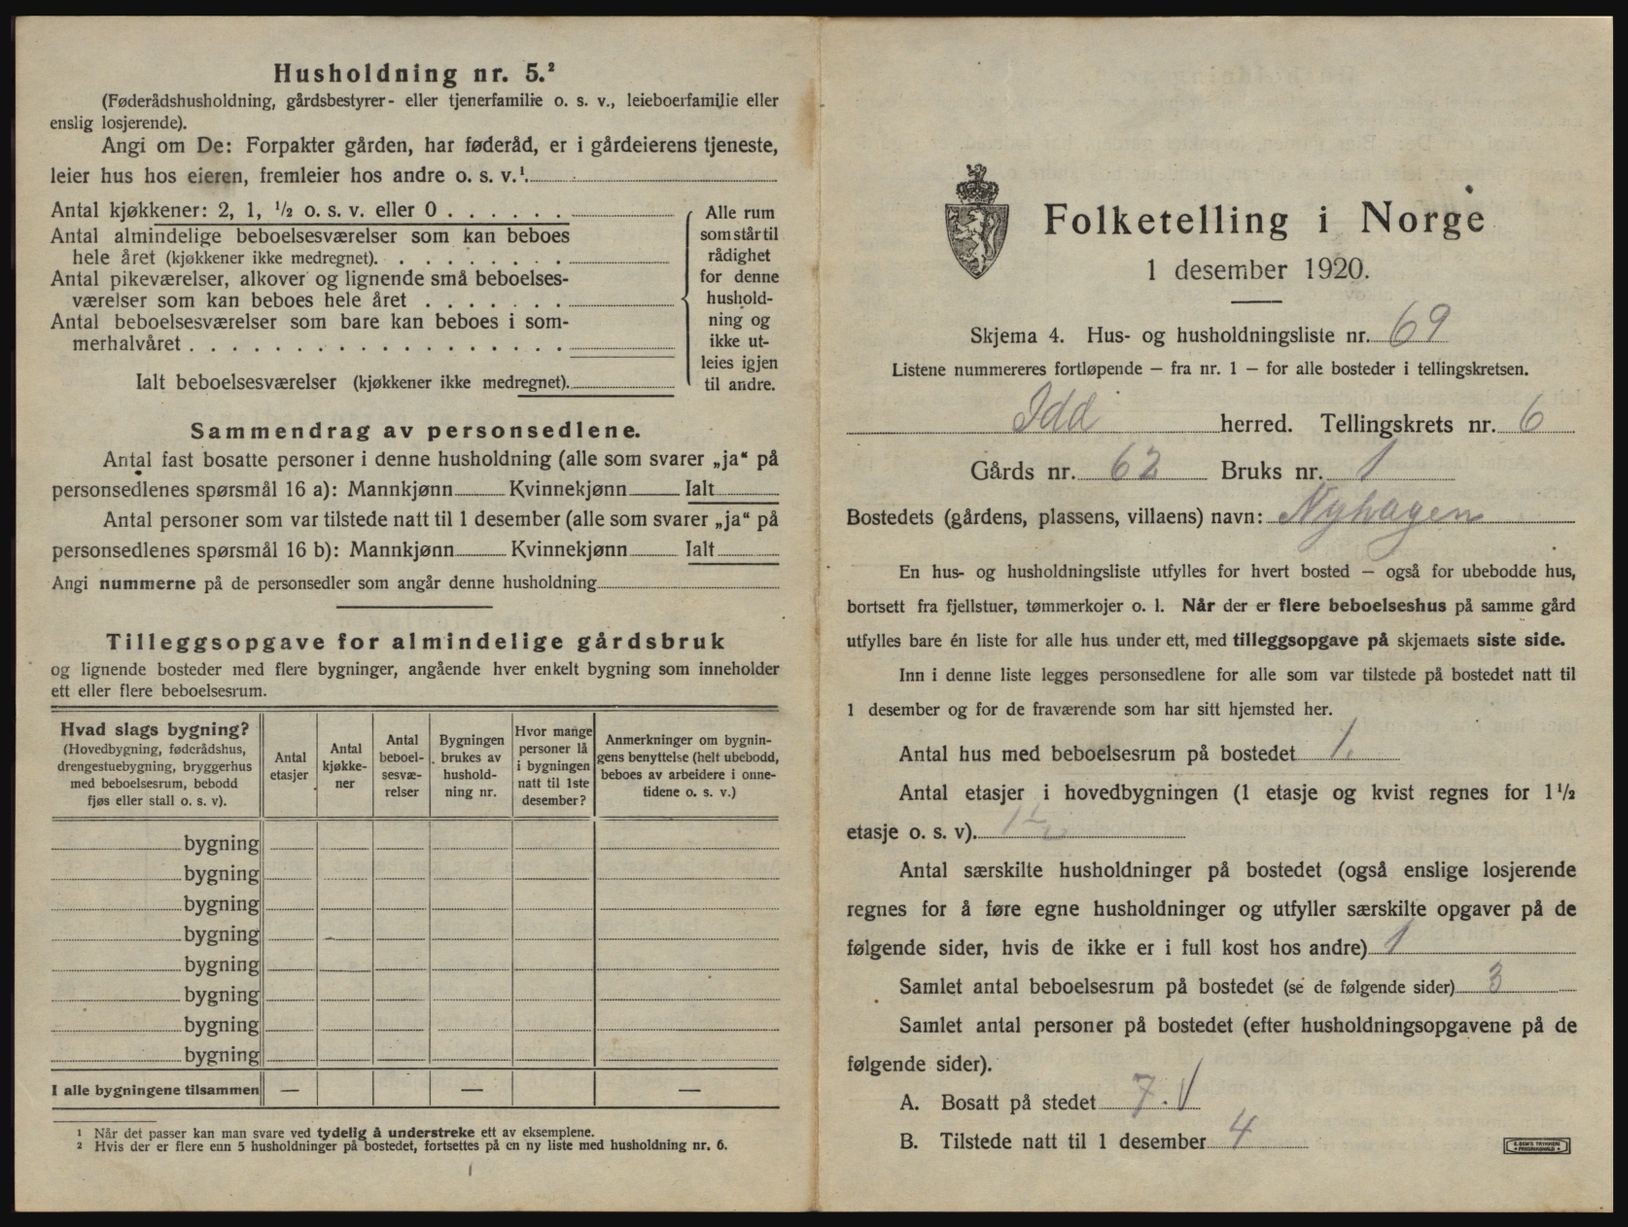 Husholdning nr. 5.²
(Føderådshusholdning, gårdsbestyrer- eller tjenerfamilie o. s. v., leieboerfamilie eller
enslig losjerende).
Angi om De: Forpakter gården, har føderåd, er i gårdeierens tjeneste,
leier hus hos eieren, fremleier hos andre o. s. v.¹.
Antal kjøkkener: 2, 1, ½ o. s. v. eller 0 . . . . . .
Antal almindelige beboelsesværelser som kan beboes
hele året (kjøkkener ikke medregnet). . . . . . . . .
Antal pikeværelser, alkover og lignende små beboelses-
værelser som kan beboes hele året . . . . . . .
Antal beboelsesværelser som bare kan beboes i som-
merhalvåret . . . . . . . . . . . . . . . . . .
Ialt beboelsesværelser (kjøkkener ikke medregnet).
Alle rum
som står til
rådighet
for denne
hushold-
ning og
ikke ut-
leies igjen
til andre.
Sammendrag av personsedlene.
Antal fast bosatte personer i denne husholdning (alle som svarer „ja“ på
personsedlenes spørsmål 16 a): Mannkjønn Kvinnekjønn Ialt
Antal personer som var tilstede natt til 1 desember (alle som svarer „ja“ på
personsedlenes spørsmål 16 b): Mannkjønn Kvinnekjønn Ialt
Angi nummerne på de personsedler som angår denne husholdning
Tilleggsopgave for almindelige gårdsbruk
og lignende bosteder med flere bygninger, angående hver enkelt bygning som inneholder
ett eller flere beboelsesrum.
Hvad slags bygning?
(Hovedbygning, føderådshus,
drengestuebygning, bryggerhus
med beboelsesrum, bebodd
fjøs eller stall o. s. v).
Antal
etasjer
Antal
kjøkke-
ner
Antal
beboel-
sesvæ-
relser
Bygningen
brukes av
hushold-
ning nr.
Hvor mange
personer lå
i bygningen
natt til 1ste
desember?
Anmerkninger om bygnin-
gens benyttelse (helt ubebodd,
beboes av arbeidere i onne-
tidene o. s. v.)
bygning
bygning
bygning
bygning
bygning
bygning
bygning
bygning
I alle bygningene tilsammen — — —
¹ Når det passer kan man svare ved tydelig å understreke ett av eksemplene.
² Hvis der er flere enn 5 husholdninger på bostedet, fortsettes på en ny liste med husholdning nr. 6.
Folketelling i Norge
1 desember 1920.
Skjema 4. Hus- og husholdningsliste nr. 69
Listene nummereres fortløpende — fra nr. 1 — for alle bosteder i tellingskretsen.
Idd herred. Tellingskrets nr. 6
Gårds nr. 62 Bruks nr. 1
Bostedets (gårdens, plassens, villaens) navn: Nyhagen
En hus- og husholdningsliste utfylles for hvert bosted — også for ubebodde hus,
bortsett fra fjellstuer, tømmerkojer o. l. Når der er flere beboelseshus på samme gård
utfylles bare én liste for alle hus under ett, med tilleggsopgave på skjemaets siste side.
Inn i denne liste legges personsedlene for alle som var tilstede på bostedet natt til
1 desember og for de fraværende som har sitt hjemsted her.
Antal hus med beboelsesrum på bostedet 1.
Antal etasjer i hovedbygningen (1 etasje og kvist regnes for 1½
etasje o. s. v). 1½
Antal særskilte husholdninger på bostedet (også enslige losjerende
regnes for å føre egne husholdninger og utfyller særskilte opgaver på de
følgende sider, hvis de ikke er i full kost hos andre) 1
Samlet antal beboelsesrum på bostedet (se de følgende sider) 3
Samlet antal personer på bostedet (efter husholdningsopgavene på de
følgende sider).
A. Bosatt på stedet 7. √
B. Tilstede natt til 1 desember 4